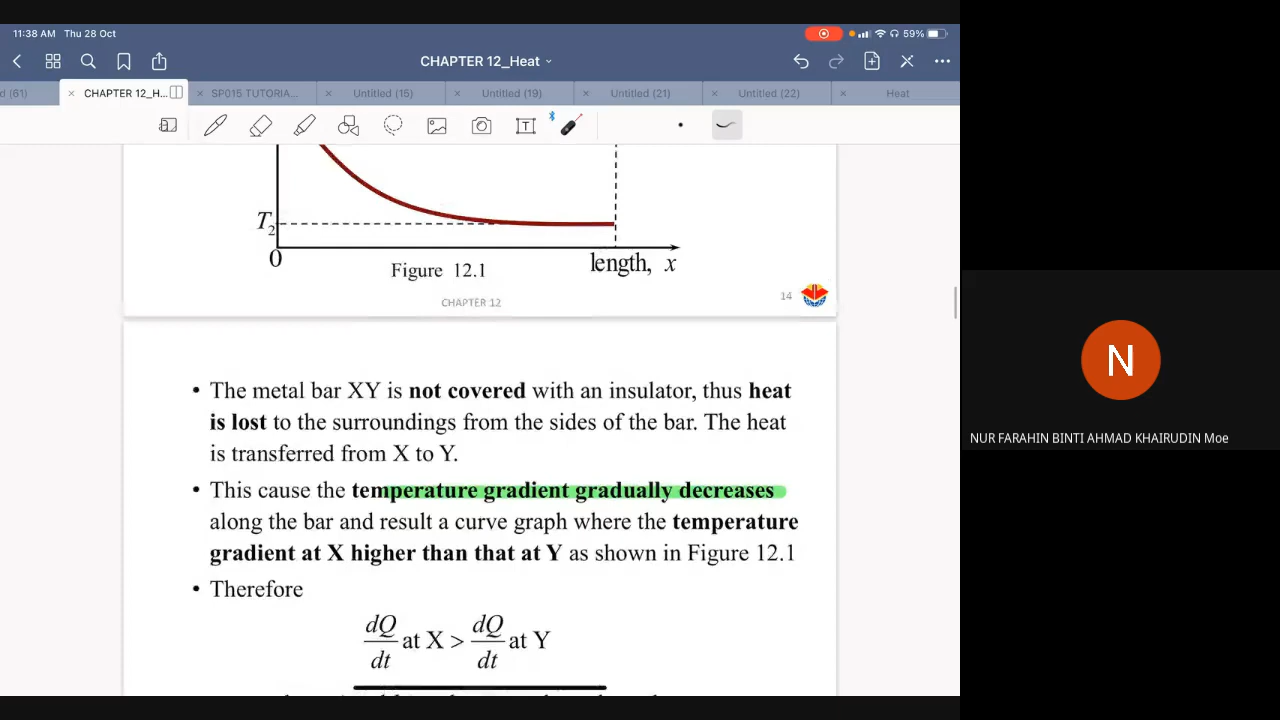 11:38 AM Thu 28 Oct
59%
CHAPTER 12_Heat
d (61)
CHAPTER 12_H...
SP015 TUTORIA...
Untitled (15)
Untitled (19)
Untitled (21)
Untitled (22)
Heat
T
T2
0
Figure 12.1
length, x
CHAPTER 12
14
• The metal bar XY is not covered with an insulator, thus heat
is lost to the surroundings from the sides of the bar. The heat
is transferred from X to Y.
• This cause the temperature gradient gradually decreases
along the bar and result a curve graph where the temperature
gradient at X higher than that at Y as shown in Figure 12.1
• Therefore
dQ/dt at X > dQ/dt at Y
N
NUR FARAHIN BINTI AHMAD KHAIRUDIN Moe